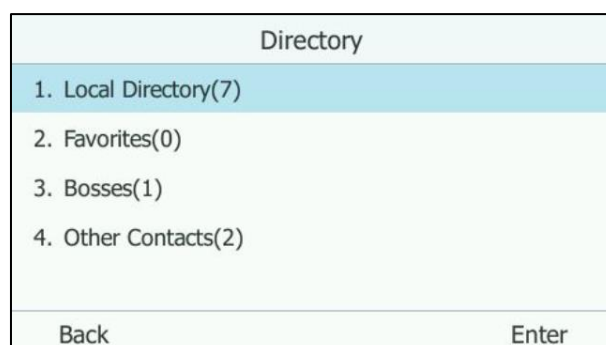 Directory
1. Local Directory(7)
2. Favorites(0)
3. Bosses(1)
4. Other Contacts(2)
Back Enter